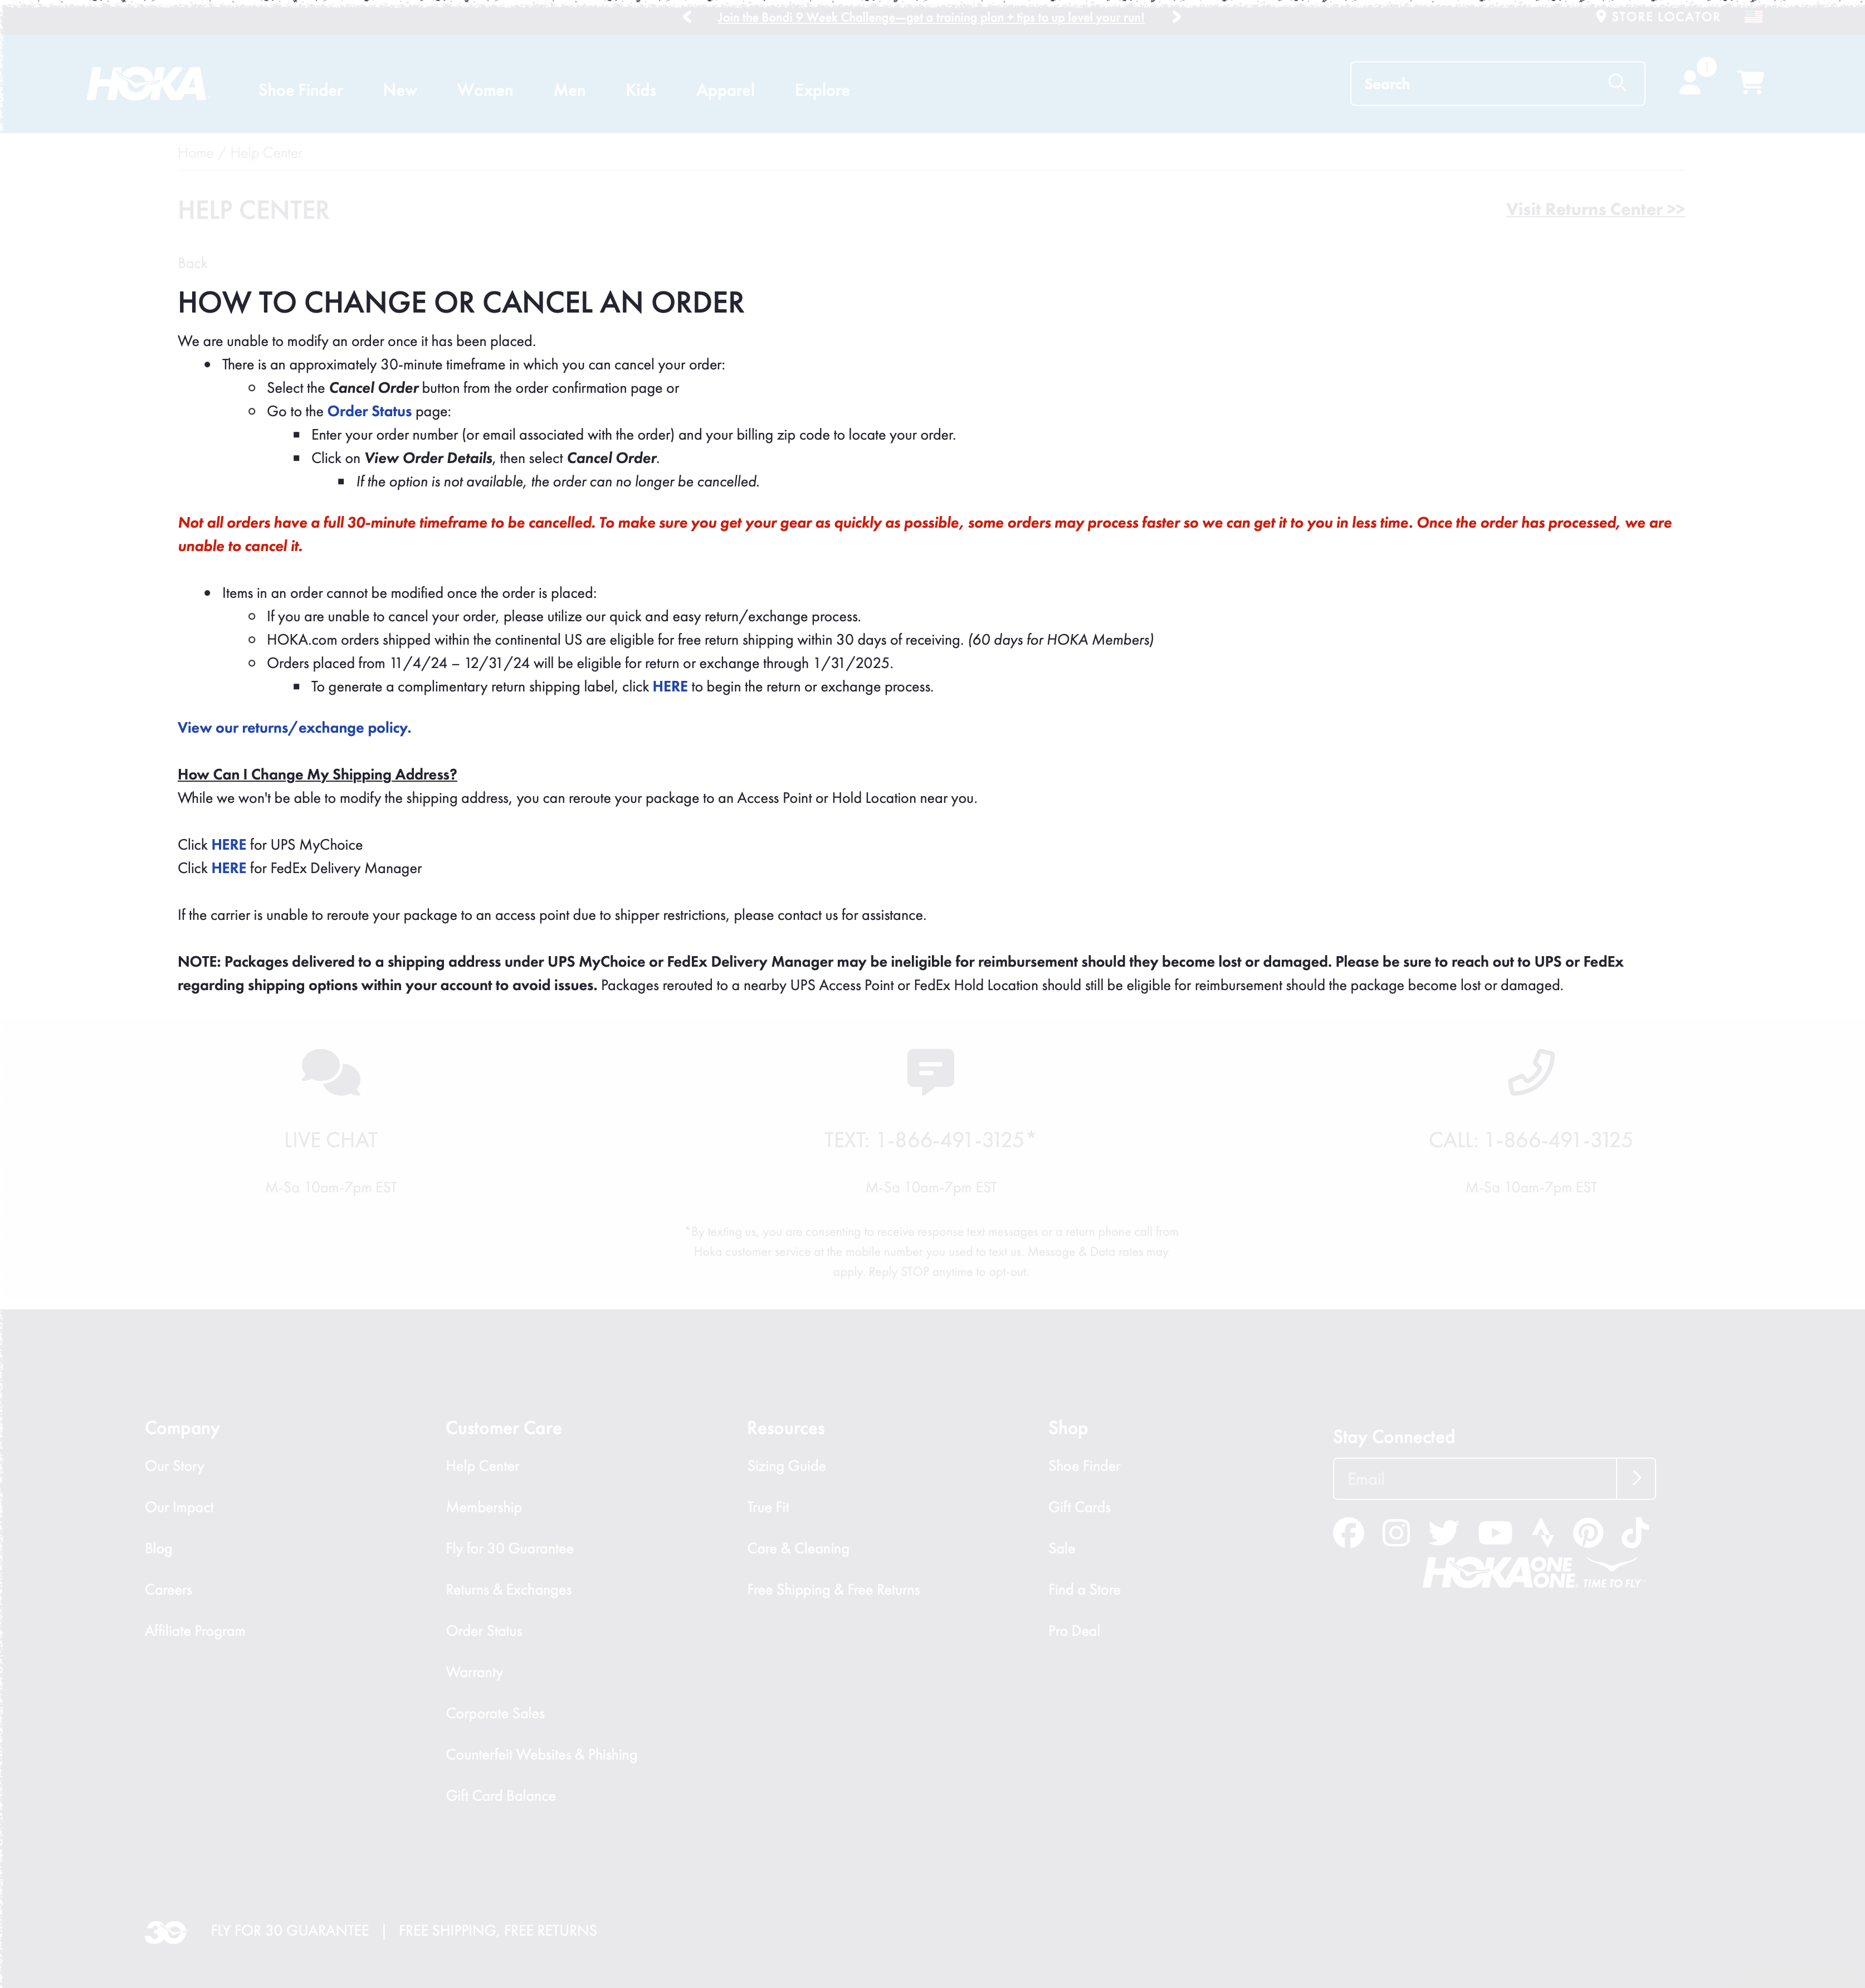 Join the Bondi 9 Week Challenge—get a training plan + tips to up level your run!
STORE LOCATOR
HOKA
Shoe Finder New Women Men Kids Apparel Explore
Search
Home / Help Center
HELP CENTER
Visit Returns Center >>
Back
HOW TO CHANGE OR CANCEL AN ORDER
We are unable to modify an order once it has been placed.
• There is an approximately 30-minute timeframe in which you can cancel your order:
Select the Cancel Order button from the order confirmation page or
Go to the Order Status page:
Enter your order number (or email associated with the order) and your billing zip code to locate your order.
Click on View Order Details, then select Cancel Order.
If the option is not available, the order can no longer be cancelled.
Not all orders have a full 30-minute timeframe to be cancelled. To make sure you get your gear as quickly as possible, some orders may process faster so we can get it to you in less time. Once the order has processed, we are
unable to cancel it.
• Items in an order cannot be modified once the order is placed:
If you are unable to cancel your order, please utilize our quick and easy return/exchange process.
HOKA.com orders shipped within the continental US are eligible for free return shipping within 30 days of receiving. (60 days for HOKA Members)
Orders placed from 11/4/24 – 12/31/24 will be eligible for return or exchange through 1/31/2025.
To generate a complimentary return shipping label, click HERE to begin the return or exchange process.
View our returns/exchange policy.
How Can I Change My Shipping Address?
While we won't be able to modify the shipping address, you can reroute your package to an Access Point or Hold Location near you.
Click HERE for UPS MyChoice
Click HERE for FedEx Delivery Manager
If the carrier is unable to reroute your package to an access point due to shipper restrictions, please contact us for assistance.
NOTE: Packages delivered to a shipping address under UPS MyChoice or FedEx Delivery Manager may be ineligible for reimbursement should they become lost or damaged. Please be sure to reach out to UPS or FedEx
regarding shipping options within your account to avoid issues. Packages rerouted to a nearby UPS Access Point or FedEx Hold Location should still be eligible for reimbursement should the package become lost or damaged.
LIVE CHAT
M-Sa 10am-7pm EST
TEXT: 1-866-491-3125*
M-Sa 10am-7pm EST
*By texting us, you are consenting to receive response text messages or a return phone call from
Hoka customer service at the mobile number you used to text us. Message & Data rates may
apply. Reply STOP anytime to opt-out.
CALL: 1-866-491-3125
M-Sa 10am-7pm EST
Company
Our Story
Our Impact
Blog
Careers
Affiliate Program
Customer Care
Help Center
Membership
Fly for 30 Guarantee
Returns & Exchanges
Order Status
Warranty
Corporate Sales
Counterfeit Websites & Phishing
Gift Card Balance
Resources
Sizing Guide
True Fit
Care & Cleaning
Free Shipping & Free Returns
Shop
Shoe Finder
Gift Cards
Sale
Find a Store
Pro Deal
Stay Connected
Email
HOKA ONE ONE TIME TO FLY™
30 FLY FOR 30 GUARANTEE | FREE SHIPPING, FREE RETURNS